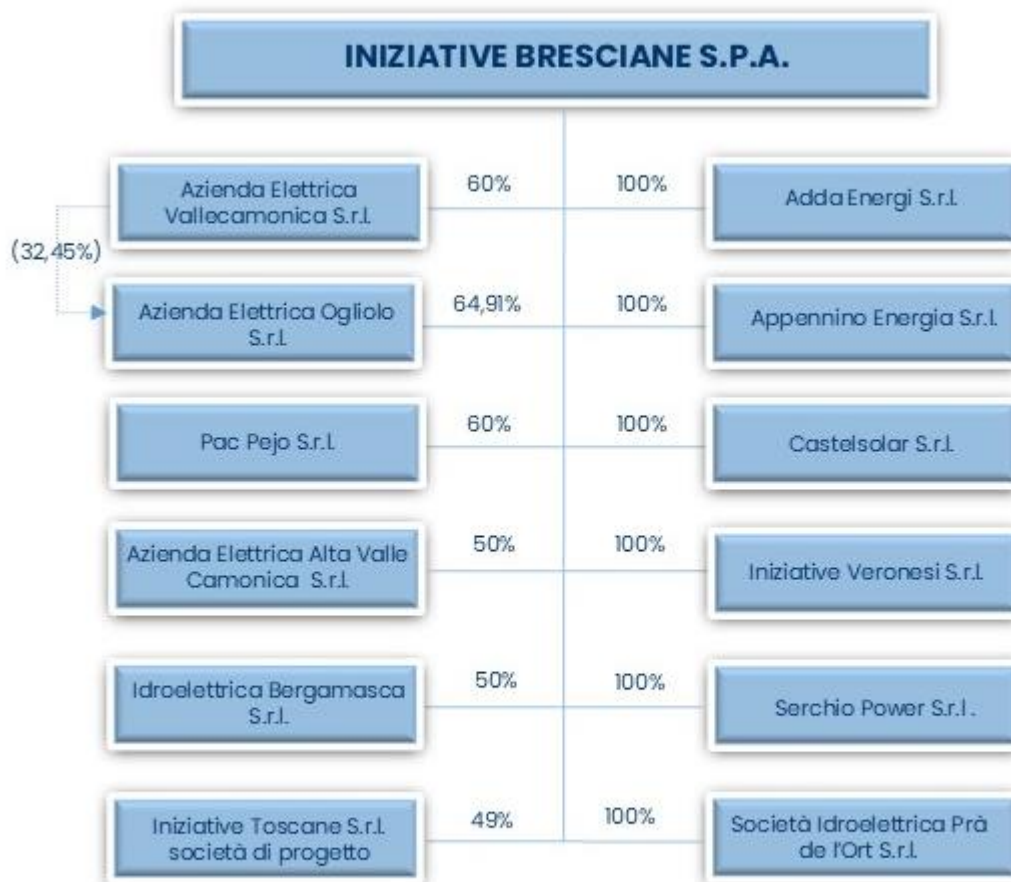 INIZIATIVE BRESCIANE S.P.A.
Azienda Elettrica
Vallecamonica S.r.l.
60%
100%
Adda Energi S.r.l.
(32,45%)
Azienda Elettrica Ogliolo
S.r.l.
64,91%
100%
Appennino Energia S.r.l.
Pac Pejo S.r.l.
60%
100%
Castelsolar S.r.l.
Azienda Elettrica Alta Valle
Camonica S.r.l.
50%
100%
Iniziative Veronesi S.r.l.
Idroelettrica Bergamasca
S.r.l.
50%
100%
Serchio Power S.r.l .
Iniziative Toscane S.r.l.
società di progetto
49%
100%
Società Idroelettrica Prà
de l'Ort S.r.l.